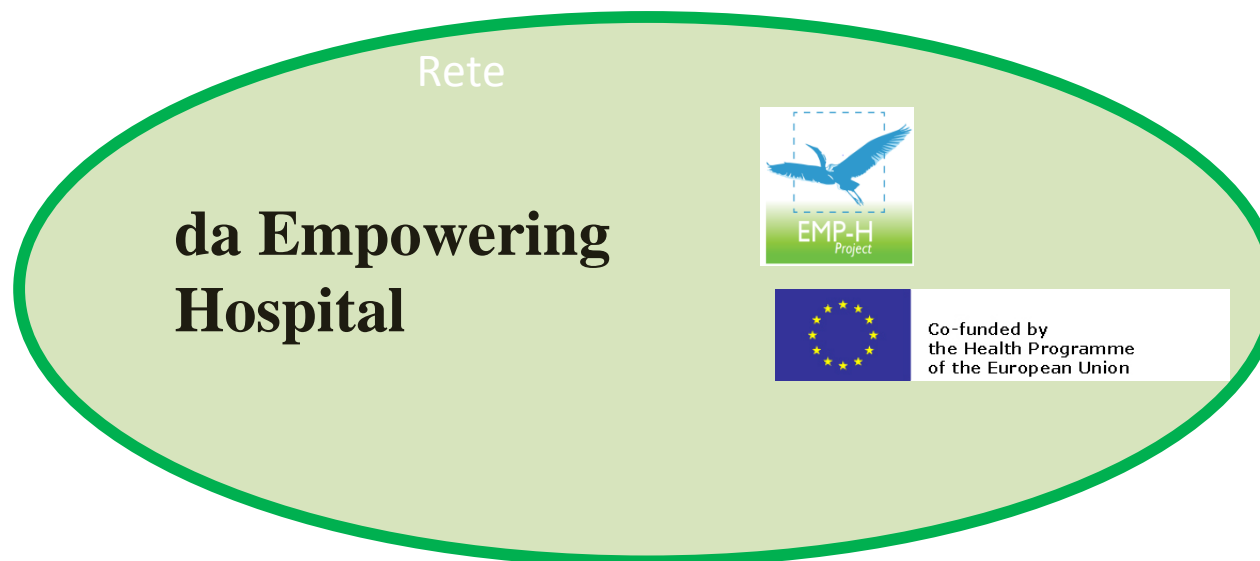 Rete
da Empowering
Hospital
EMP-H
Project
Co-funded by
the Health Programme
of the European Union